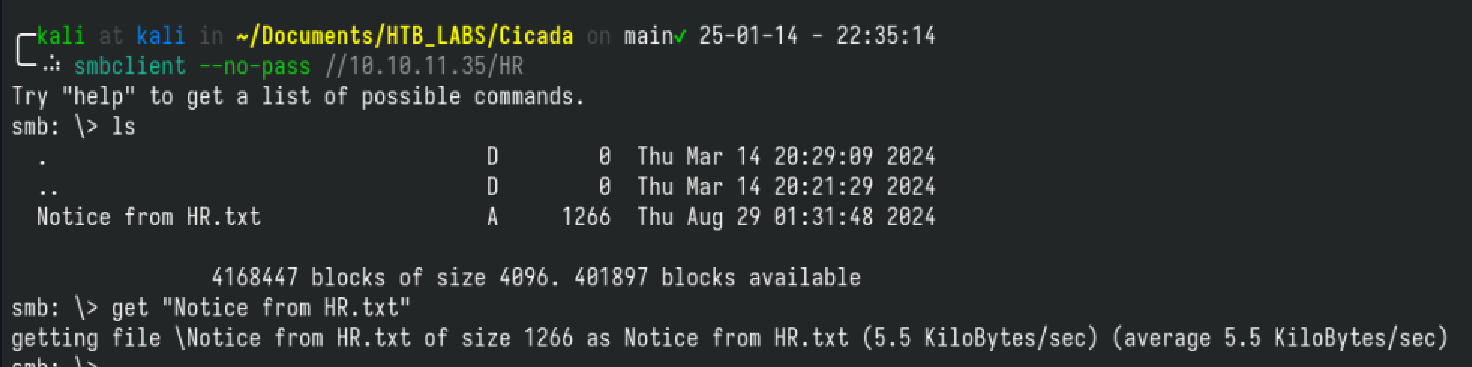 kali at kali in ~/Documents/HTB_LABS/Cicada on main✔ 25-01-14 - 22:35:14
smbclient --no-pass //10.10.11.35/HR
Try "help" to get a list of possible commands.
smb: \> ls
. D 0 Thu Mar 14 20:29:09 2024
.. D 0 Thu Mar 14 20:21:29 2024
Notice from HR.txt A 1266 Thu Aug 29 01:31:48 2024
4168447 blocks of size 4096. 401897 blocks available
smb: \> get "Notice from HR.txt"
getting file \Notice from HR.txt of size 1266 as Notice from HR.txt (5.5 KiloBytes/sec) (average 5.5 KiloBytes/sec)
smb: \>